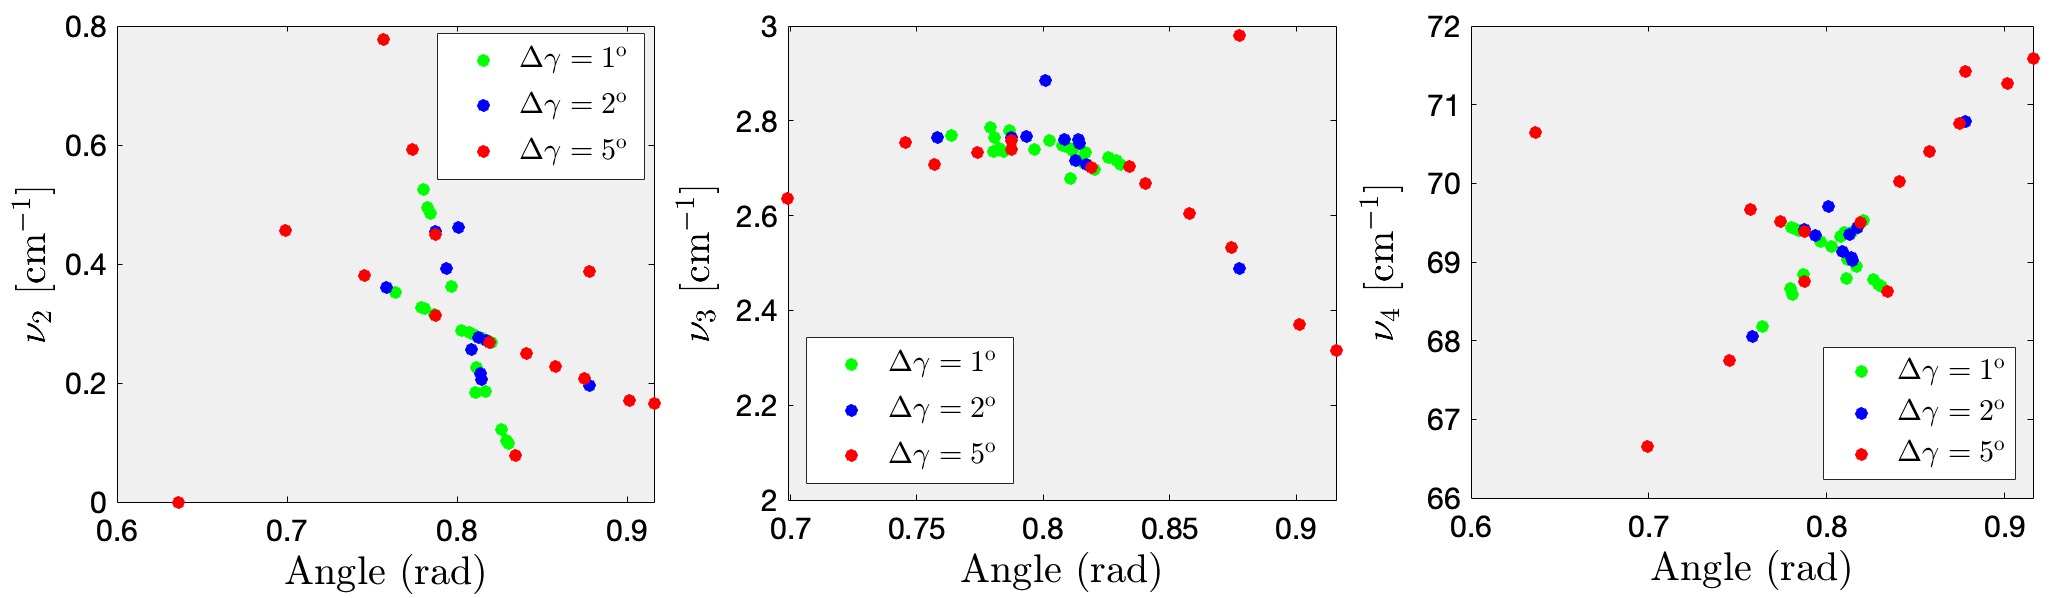 0.8
0.6
0.4
0.2
0
0.6 0.7 0.8 0.9
ν₂ [cm⁻¹]
Angle (rad)
Δγ = 1°
Δγ = 2°
Δγ = 5°
3
2.8
2.6
2.4
2.2
2
0.7 0.75 0.8 0.85 0.9
ν₃ [cm⁻¹]
Angle (rad)
Δγ = 1°
Δγ = 2°
Δγ = 5°
72
71
70
69
68
67
66
0.6 0.7 0.8 0.9
ν₄ [cm⁻¹]
Angle (rad)
Δγ = 1°
Δγ = 2°
Δγ = 5°